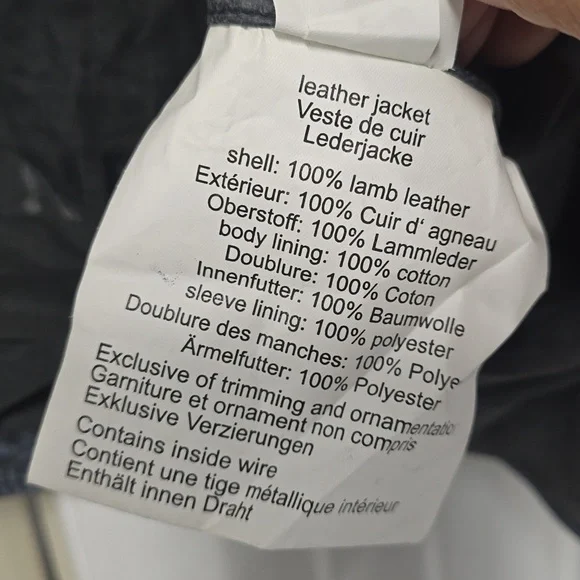 leather jacket
Veste de cuir
Lederjacke
shell: 100% lamb leather
Extérieur: 100% Cuir d' agneau
Oberstoff: 100% Lammleder
body lining: 100% cotton
Doublure: 100% Coton
Innenfutter: 100% Baumwolle
sleeve lining: 100% polyester
Doublure des manches: 100% Polye
Ärmelfutter: 100% Polyester
Exclusive of trimming and ornamentatio
Garniture et ornament non compris
Exklusive Verzierungen
Contains inside wire
Contient une tige métallique intérieur
Enthält innen Draht